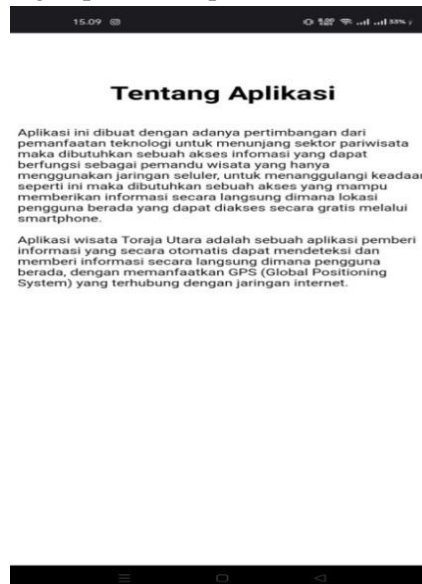 15.09
33%
Tentang Aplikasi
Aplikasi ini dibuat dengan adanya pertimbangan dari
pemanfaatan teknologi untuk menunjang sektor pariwisata
maka dibutuhkan sebuah akses infomasi yang dapat
berfungsi sebagai pemandu wisata yang hanya
menggunakan jaringan seluler, untuk menanggulangi keadaan
seperti ini maka dibutuhkan sebuah akses yang mampu
memberikan informasi secara langsung dimana lokasi
pengguna berada yang dapat diakses secara gratis melalui
smartphone.
Aplikasi wisata Toraja Utara adalah sebuah aplikasi pemberi
informasi yang secara otomatis dapat mendeteksi dan
memberi informasi secara langsung dimana pengguna
berada, dengan memanfaatkan GPS (Global Positioning
System) yang terhubung dengan jaringan internet.